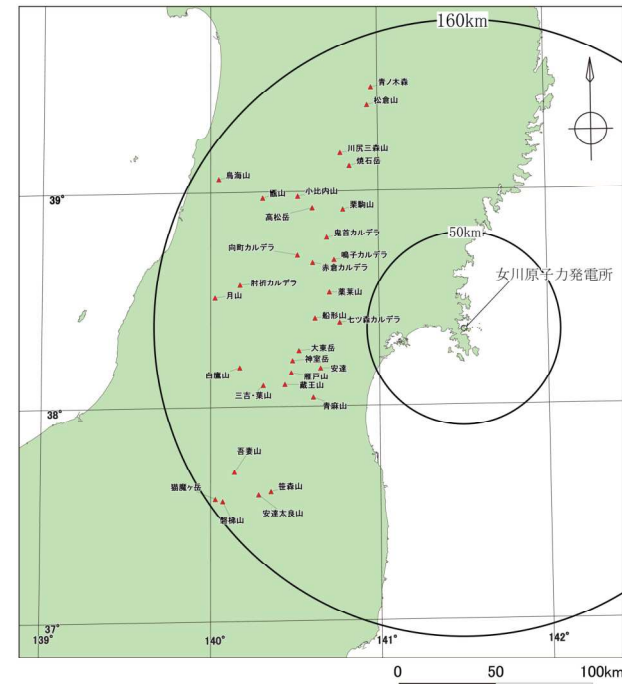 160km
青ノ木森
松倉山
川尻三森山
焼石岳
鳥海山
小比内山
甑山
栗駒山
高松岳
鬼首カルデラ
50km
向町カルデラ
鳴子カルデラ
赤倉カルデラ
女川原子力発電所
肘折カルデラ
薬莱山
月山
船形山
七ツ森カルデラ
大東岳
神室岳
安達
白鷹山
雁戸山
蔵王山
三吉・葉山
青麻山
吾妻山
猫魔ヶ岳
笹森山
安達太良山
磐梯山
39°
38°
37°
139°
140°
141°
142°
0 50 100km